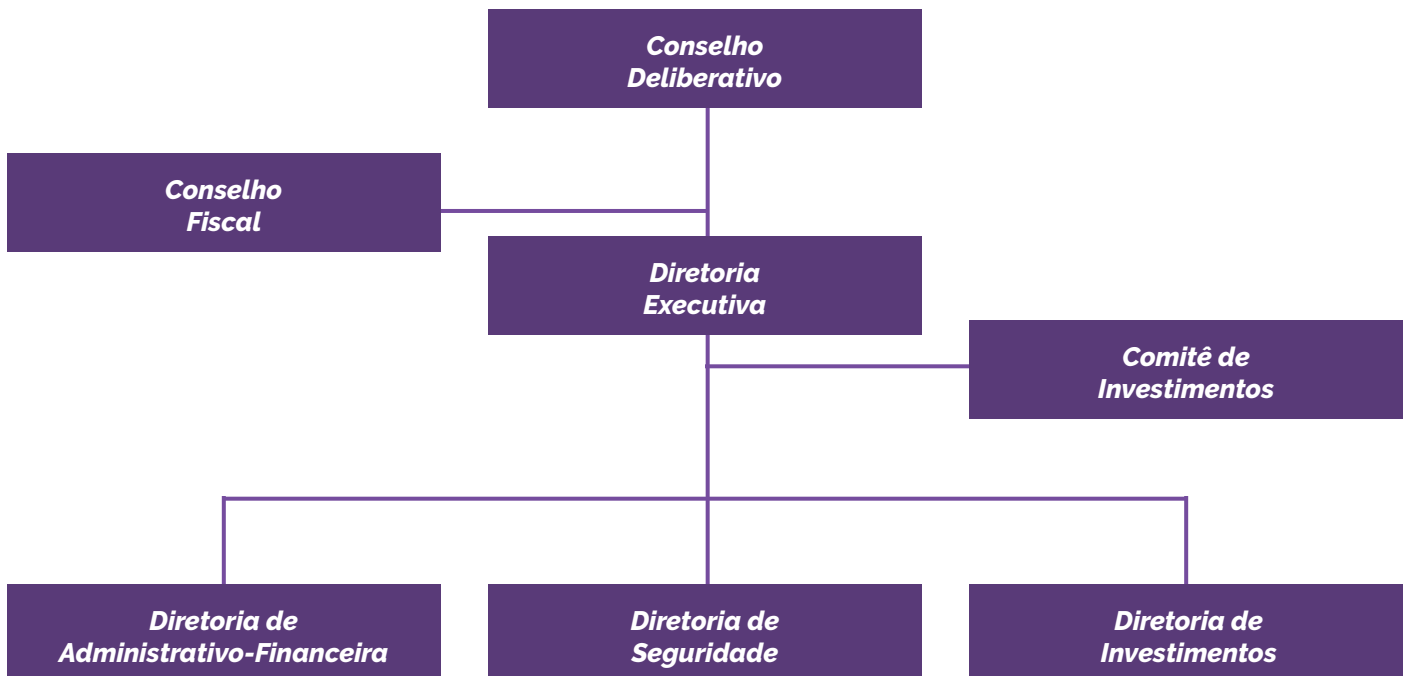 Conselho
Deliberativo
Conselho
Fiscal
Diretoria
Executiva
Comitê de
Investimentos
Diretoria de
Administrativo-Financeira
Diretoria de
Seguridade
Diretoria de
Investimentos